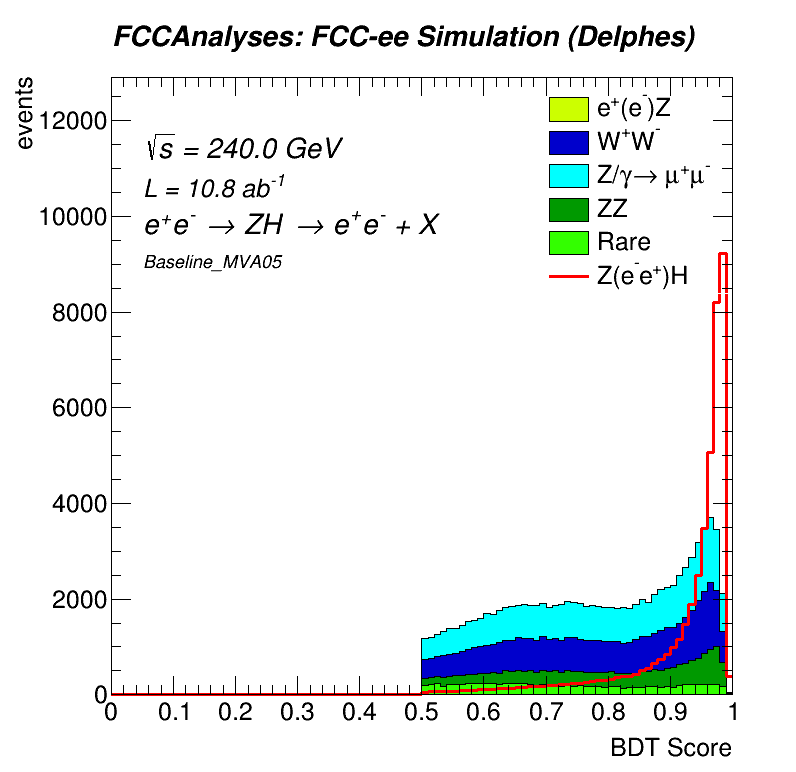 FCCAnalyses: FCC-ee Simulation (Delphes)
events
12000
10000
8000
6000
4000
2000
0
√s = 240.0 GeV
L = 10.8 ab⁻¹
e⁺e⁻ → ZH → e⁺e⁻ + X
Baseline_MVA05
e⁺(e⁻)Z
W⁺W⁻
Z/γ→ μ⁺μ⁻
ZZ
Rare
Z(e⁻e⁺)H
0 0.1 0.2 0.3 0.4 0.5 0.6 0.7 0.8 0.9 1
BDT Score